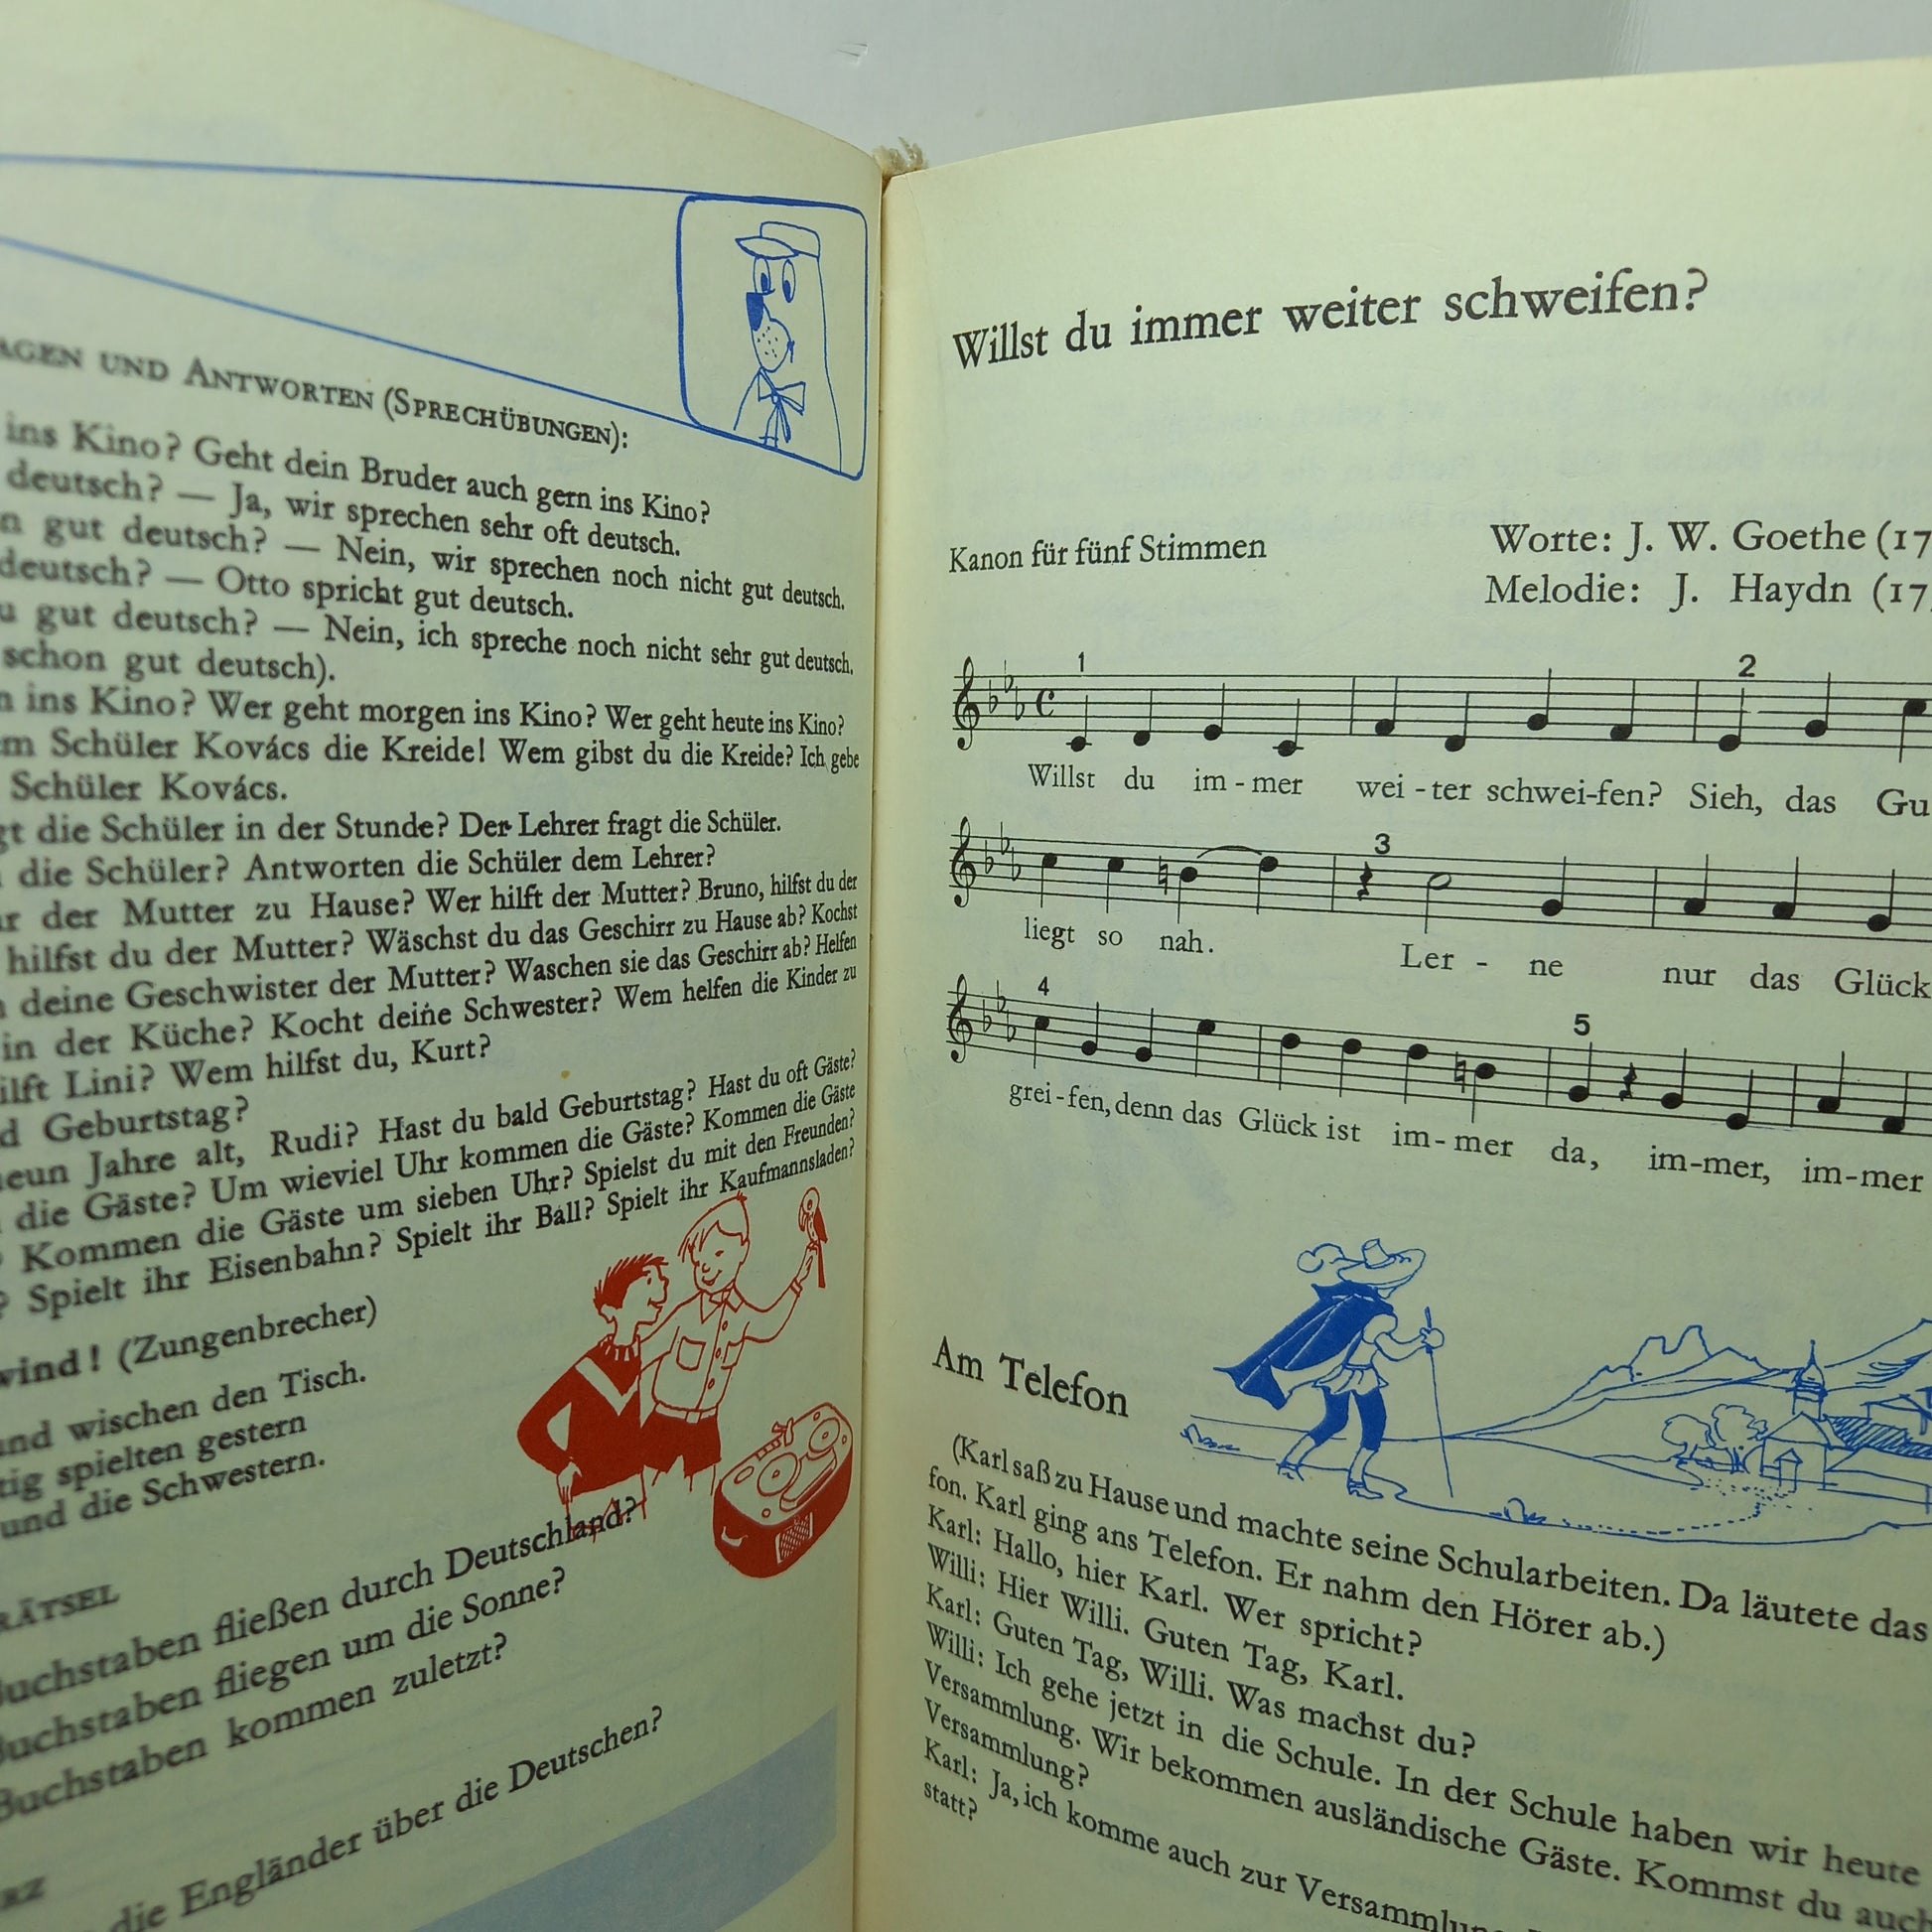 UND ANTWORTEN (SPRECHÜBUNGEN):
ins Kino? Geht dein Bruder auch gern ins Kino?
deutsch? — Ja, wir sprechen sehr oft deutsch.
gut deutsch? — Nein, wir sprechen noch nicht gut deutsch.
deutsch? — Otto spricht gut deutsch.
gut deutsch? — Nein, ich spreche noch nicht sehr gut deutsch.
schon gut deutsch).
ins Kino? Wer geht morgen ins Kino? Wer geht heute ins Kino?
Schüler Kovács die Kreide! Wem gibst du die Kreide? Ich gebe
Schüler Kovács.
die Schüler in der Stunde? Der Lehrer fragt die Schüler.
die Schüler? Antworten die Schüler dem Lehrer?
der Mutter zu Hause? Wer hilft der Mutter? Bruno, hilfst du der
hilfst du der Mutter? Wäschst du das Geschirr zu Hause ab? Kochst
deine Geschwister der Mutter? Waschen sie das Geschirr ab? Helfen
in der Küche? Kocht deine Schwester? Wem helfen die Kinder zu
Lini? Wem hilfst du, Kurt?
Geburtstag?
Jahre alt, Rudi? Hast du bald Geburtstag? Hast du oft Gäste?
die Gäste? Um wieviel Uhr kommen die Gäste? Kommen die Gäste
Kommen die Gäste um sieben Uhr? Spielst du mit den Freunden?
? Spielt ihr Eisenbahn? Spielt ihr Ball? Spielt ihr Kaufmannsladen?
(Zungenbrecher)
und wischen den Tisch.
spielten gestern
und die Schwestern.
RÄTSEL
Buchstaben fließen durch Deutschland?
Buchstaben fliegen um die Sonne?
Buchstaben kommen zuletzt?
die Engländer über die Deutschen?
Willst du immer weiter schweifen?
Kanon für fünf Stimmen
Worte: J. W. Goethe (17
Melodie: J. Haydn (17
1 2
Willst du im-mer wei-ter schwei-fen? Sieh, das Gu
3
liegt so nah. Ler - ne nur das Glück
4 5
grei-fen, denn das Glück ist im-mer da, im-mer, im-mer
Am Telefon
(Karl saß zu Hause und machte seine Schularbeiten. Da läutete das
fon. Karl ging ans Telefon. Er nahm den Hörer ab.)
Karl: Hallo, hier Karl. Wer spricht?
Willi: Hier Willi. Guten Tag, Karl.
Karl: Guten Tag, Willi. Was machst du?
Willi: Ich gehe jetzt in die Schule. In der Schule haben wir heute
Versammlung. Wir bekommen ausländische Gäste. Kommst du auch
Versammlung?
Karl: Ja, ich komme auch zur
statt?